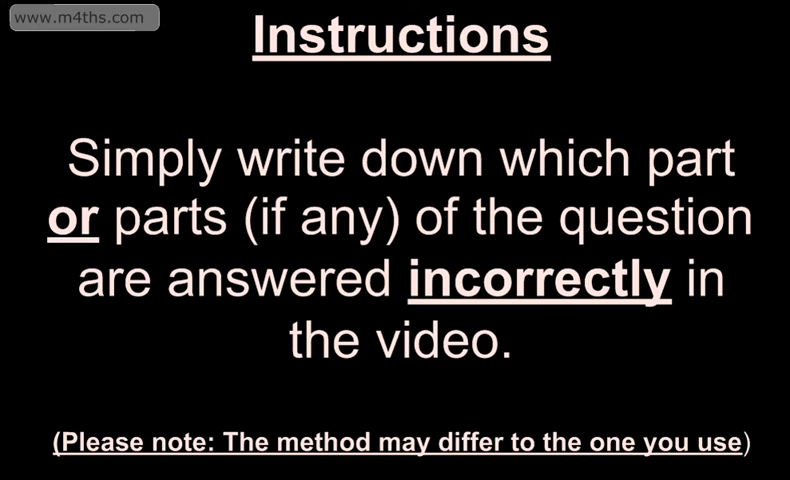 www.m4ths.com
Instructions
Simply write down which part
or parts (if any) of the question
are answered incorrectly in
the video.
(Please note: The method may differ to the one you use)